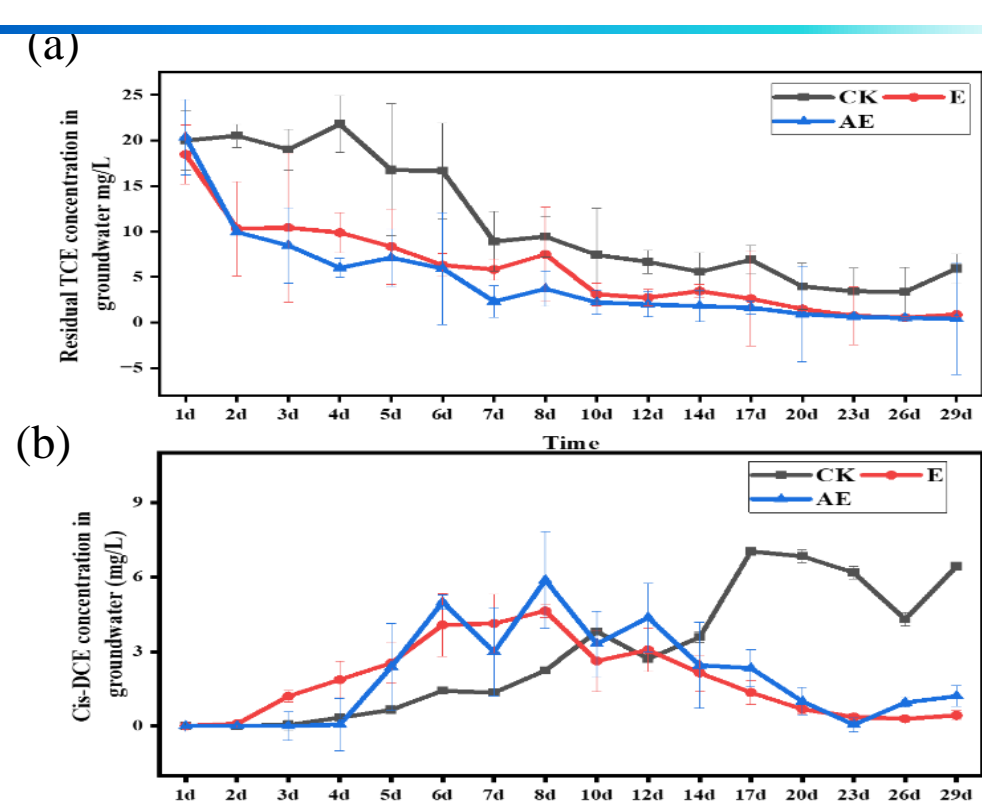 (a)
Residual TCE concentration in
groundwater mg/L
25
20
15
10
5
0
−5
CK E
AE
1d 2d 3d 4d 5d 6d 7d 8d 10d 12d 14d 17d 20d 23d 26d 29d
Time
(b)
Cis-DCE concentration in
groundwater (mg/L)
9
6
3
0
CK E
AE
1d 2d 3d 4d 5d 6d 7d 8d 10d 12d 14d 17d 20d 23d 26d 29d